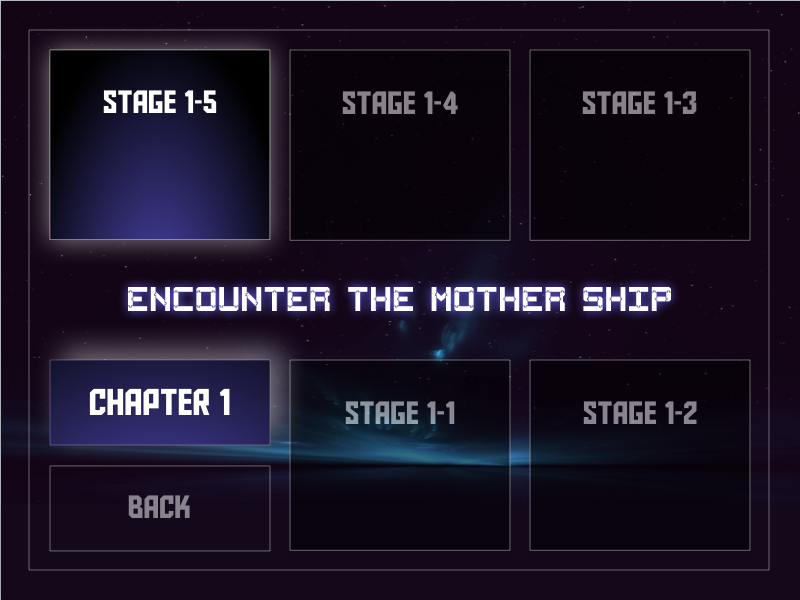 STAGE 1-5
STAGE 1-4
STAGE 1-3
ENCOUNTER THE MOTHER SHIP
CHAPTER 1
STAGE 1-1
STAGE 1-2
BACK